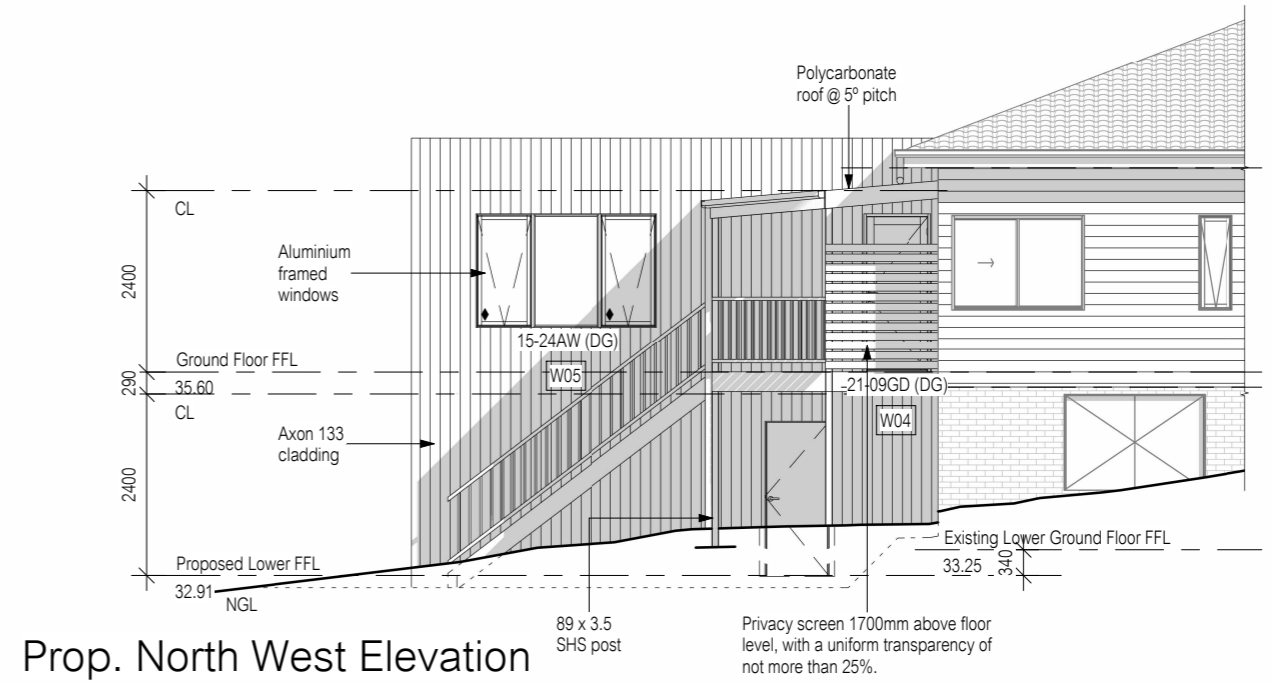 Polycarbonate
roof @ 5º pitch
CL
Aluminium
framed
windows
2400
15-24AW (DG)
Ground Floor FFL
W05
290
35.60
21-09GD (DG)
CL
W04
Axon 133
cladding
2400
Existing Lower Ground Floor FFL
Proposed Lower FFL
33.25
340
32.91
NGL
89 x 3.5
SHS post
Privacy screen 1700mm above floor
level, with a uniform transparency of
not more than 25%.
Prop. North West Elevation